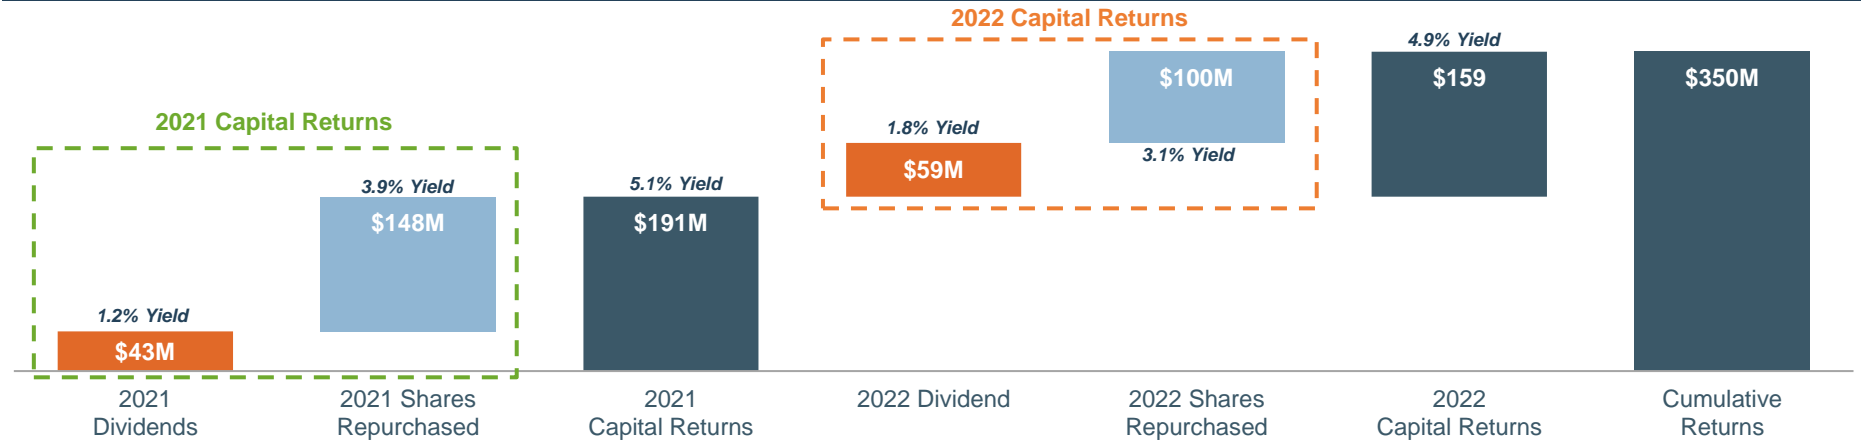 2022 Capital Returns
4.9% Yield
$100M
$159
$350M
2021 Capital Returns
1.8% Yield
3.1% Yield
$59M
3.9% Yield
5.1% Yield
$148M
$191M
1.2% Yield
$43M
2021
Dividends
2021 Shares
Repurchased
2021
Capital Returns
2022 Dividend
2022 Shares
Repurchased
2022
Capital Returns
Cumulative
Returns